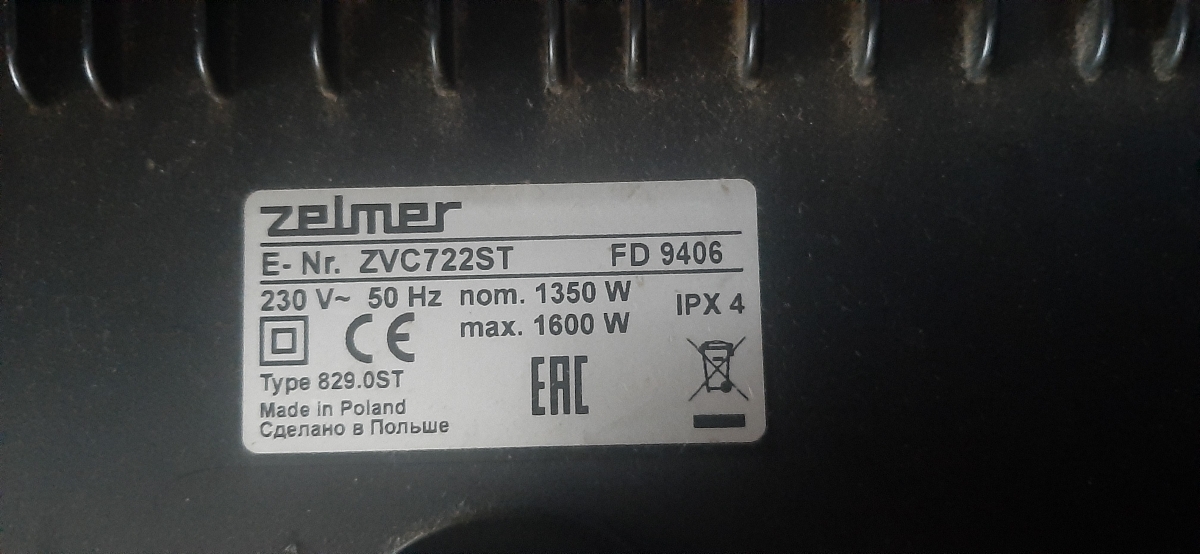 zelmer
E- Nr. ZVC722ST FD 9406
230 V~ 50 Hz nom. 1350 W IPX 4
max. 1600 W
CE
EAC
Type 829.0ST
Made in Poland
Сделано в Польше